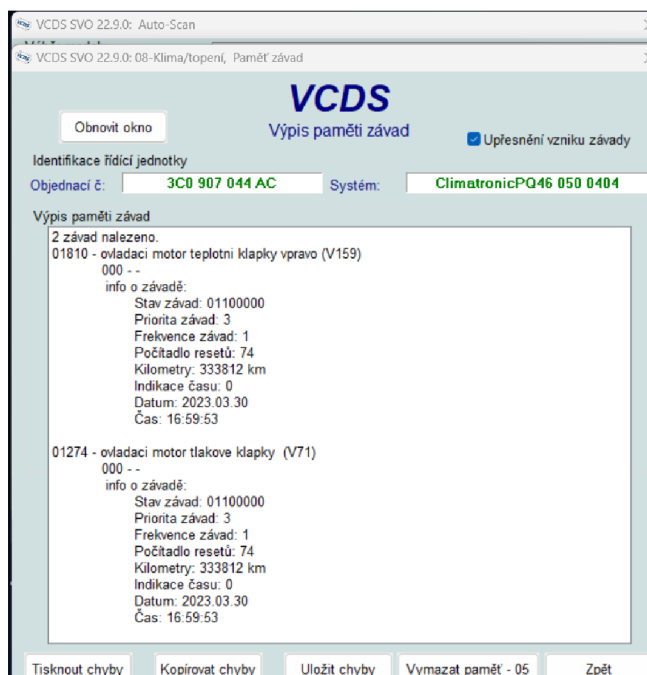 VCDS SVO 22.9.0: Auto-Scan
VCDS SVO 22.9.0: 08-Klima/topení, Paměť závad
VCDS
Obnovit okno
Výpis paměti závad
Upřesnění vzniku závady
Identifikace řídící jednotky
Objednací č: 3C0 907 044 AC Systém: ClimatronicPQ46 050 0404
Výpis paměti závad
2 závad nalezeno.
01810 - ovladaci motor teplotni klapky vpravo (V159)
000 - -
info o závadě:
Stav závad: 01100000
Priorita závad: 3
Frekvence závad: 1
Počítadlo resetů: 74
Kilometry: 333812 km
Indikace času: 0
Datum: 2023.03.30
Čas: 16:59:53
01274 - ovladaci motor tlakove klapky (V71)
000 - -
info o závadě:
Stav závad: 01100000
Priorita závad: 3
Frekvence závad: 1
Počítadlo resetů: 74
Kilometry: 333812 km
Indikace času: 0
Datum: 2023.03.30
Čas: 16:59:53
Tisknout chyby Kopírovat chyby Uložit chyby Vymazat paměť - 05 Zpět